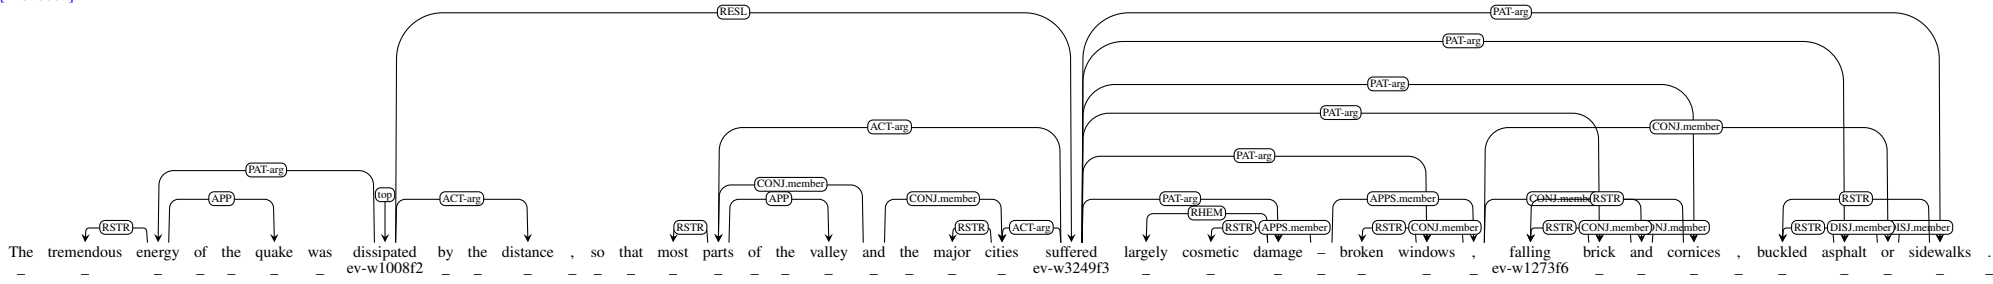 RESL PAT-arg
PAT-arg
PAT-arg
PAT-arg
ACT-arg CONJ.member
PAT-arg
PAT-arg CONJ.member
top APP ACT-arg APP CONJ.member PAT-arg APPS.member RSTR RSTR
RHEM
RSTR RSTR RSTR ACT-arg RSTR APPS.member RSTR CONJ.member RSTR CONJ.member RSTR DISJ.member
The tremendous energy of the quake was dissipated by the distance , so that most parts of the valley and the major cities suffered largely cosmetic damage – broken windows , falling brick and cornices , buckled asphalt or sidewalks .
_ _ _ _ _ _ _ ev-w1008f2 _ _ _ _ _ _ _ _ _ _ _ _ _ _ _ ev-w3249f3 _ _ _ _ _ _ _ ev-w1273f6 _ _ _ _ _ _ _ _ _